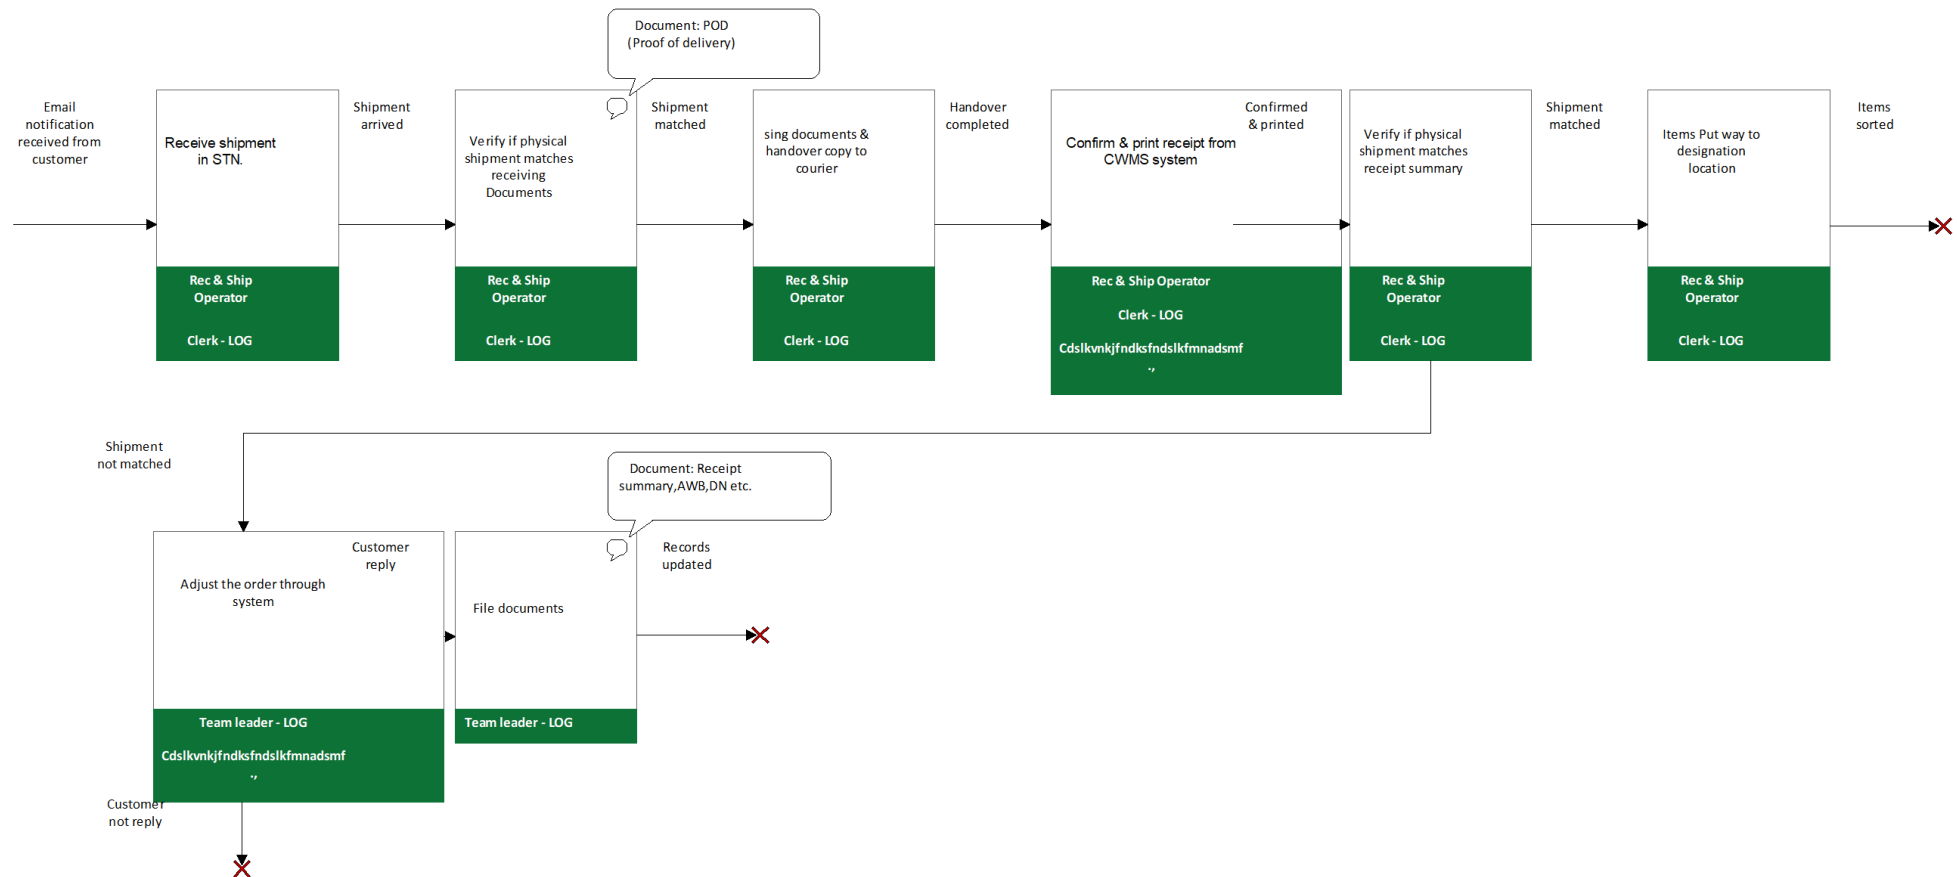 Document: POD
(Proof of delivery)
Email
notification
received from
customer
Receive shipment
in STN.
Rec & Ship
Operator
Clerk - LOG
Shipment
arrived
Verify if physical
shipment matches
receiving
Documents
Rec & Ship
Operator
Clerk - LOG
Shipment
matched
sing documents &
handover copy to
courier
Rec & Ship
Operator
Clerk - LOG
Handover
completed
Confirm & print receipt from
CWMS system
Rec & Ship Operator
Clerk - LOG
Cdslkvnkjfndksfndslkfmnadsmf
.,
Confirmed
& printed
Verify if physical
shipment matches
receipt summary
Rec & Ship
Operator
Clerk - LOG
Shipment
matched
Items Put way to
designation
location
Rec & Ship
Operator
Clerk - LOG
Items
sorted
Shipment
not matched
Adjust the order through
system
Team leader - LOG
Cdslkvnkjfndksfndslkfmnadsmf
.,
Customer
reply
Document: Receipt
summary,AWB,DN etc.
File documents
Team leader - LOG
Records
updated
Customer
not reply